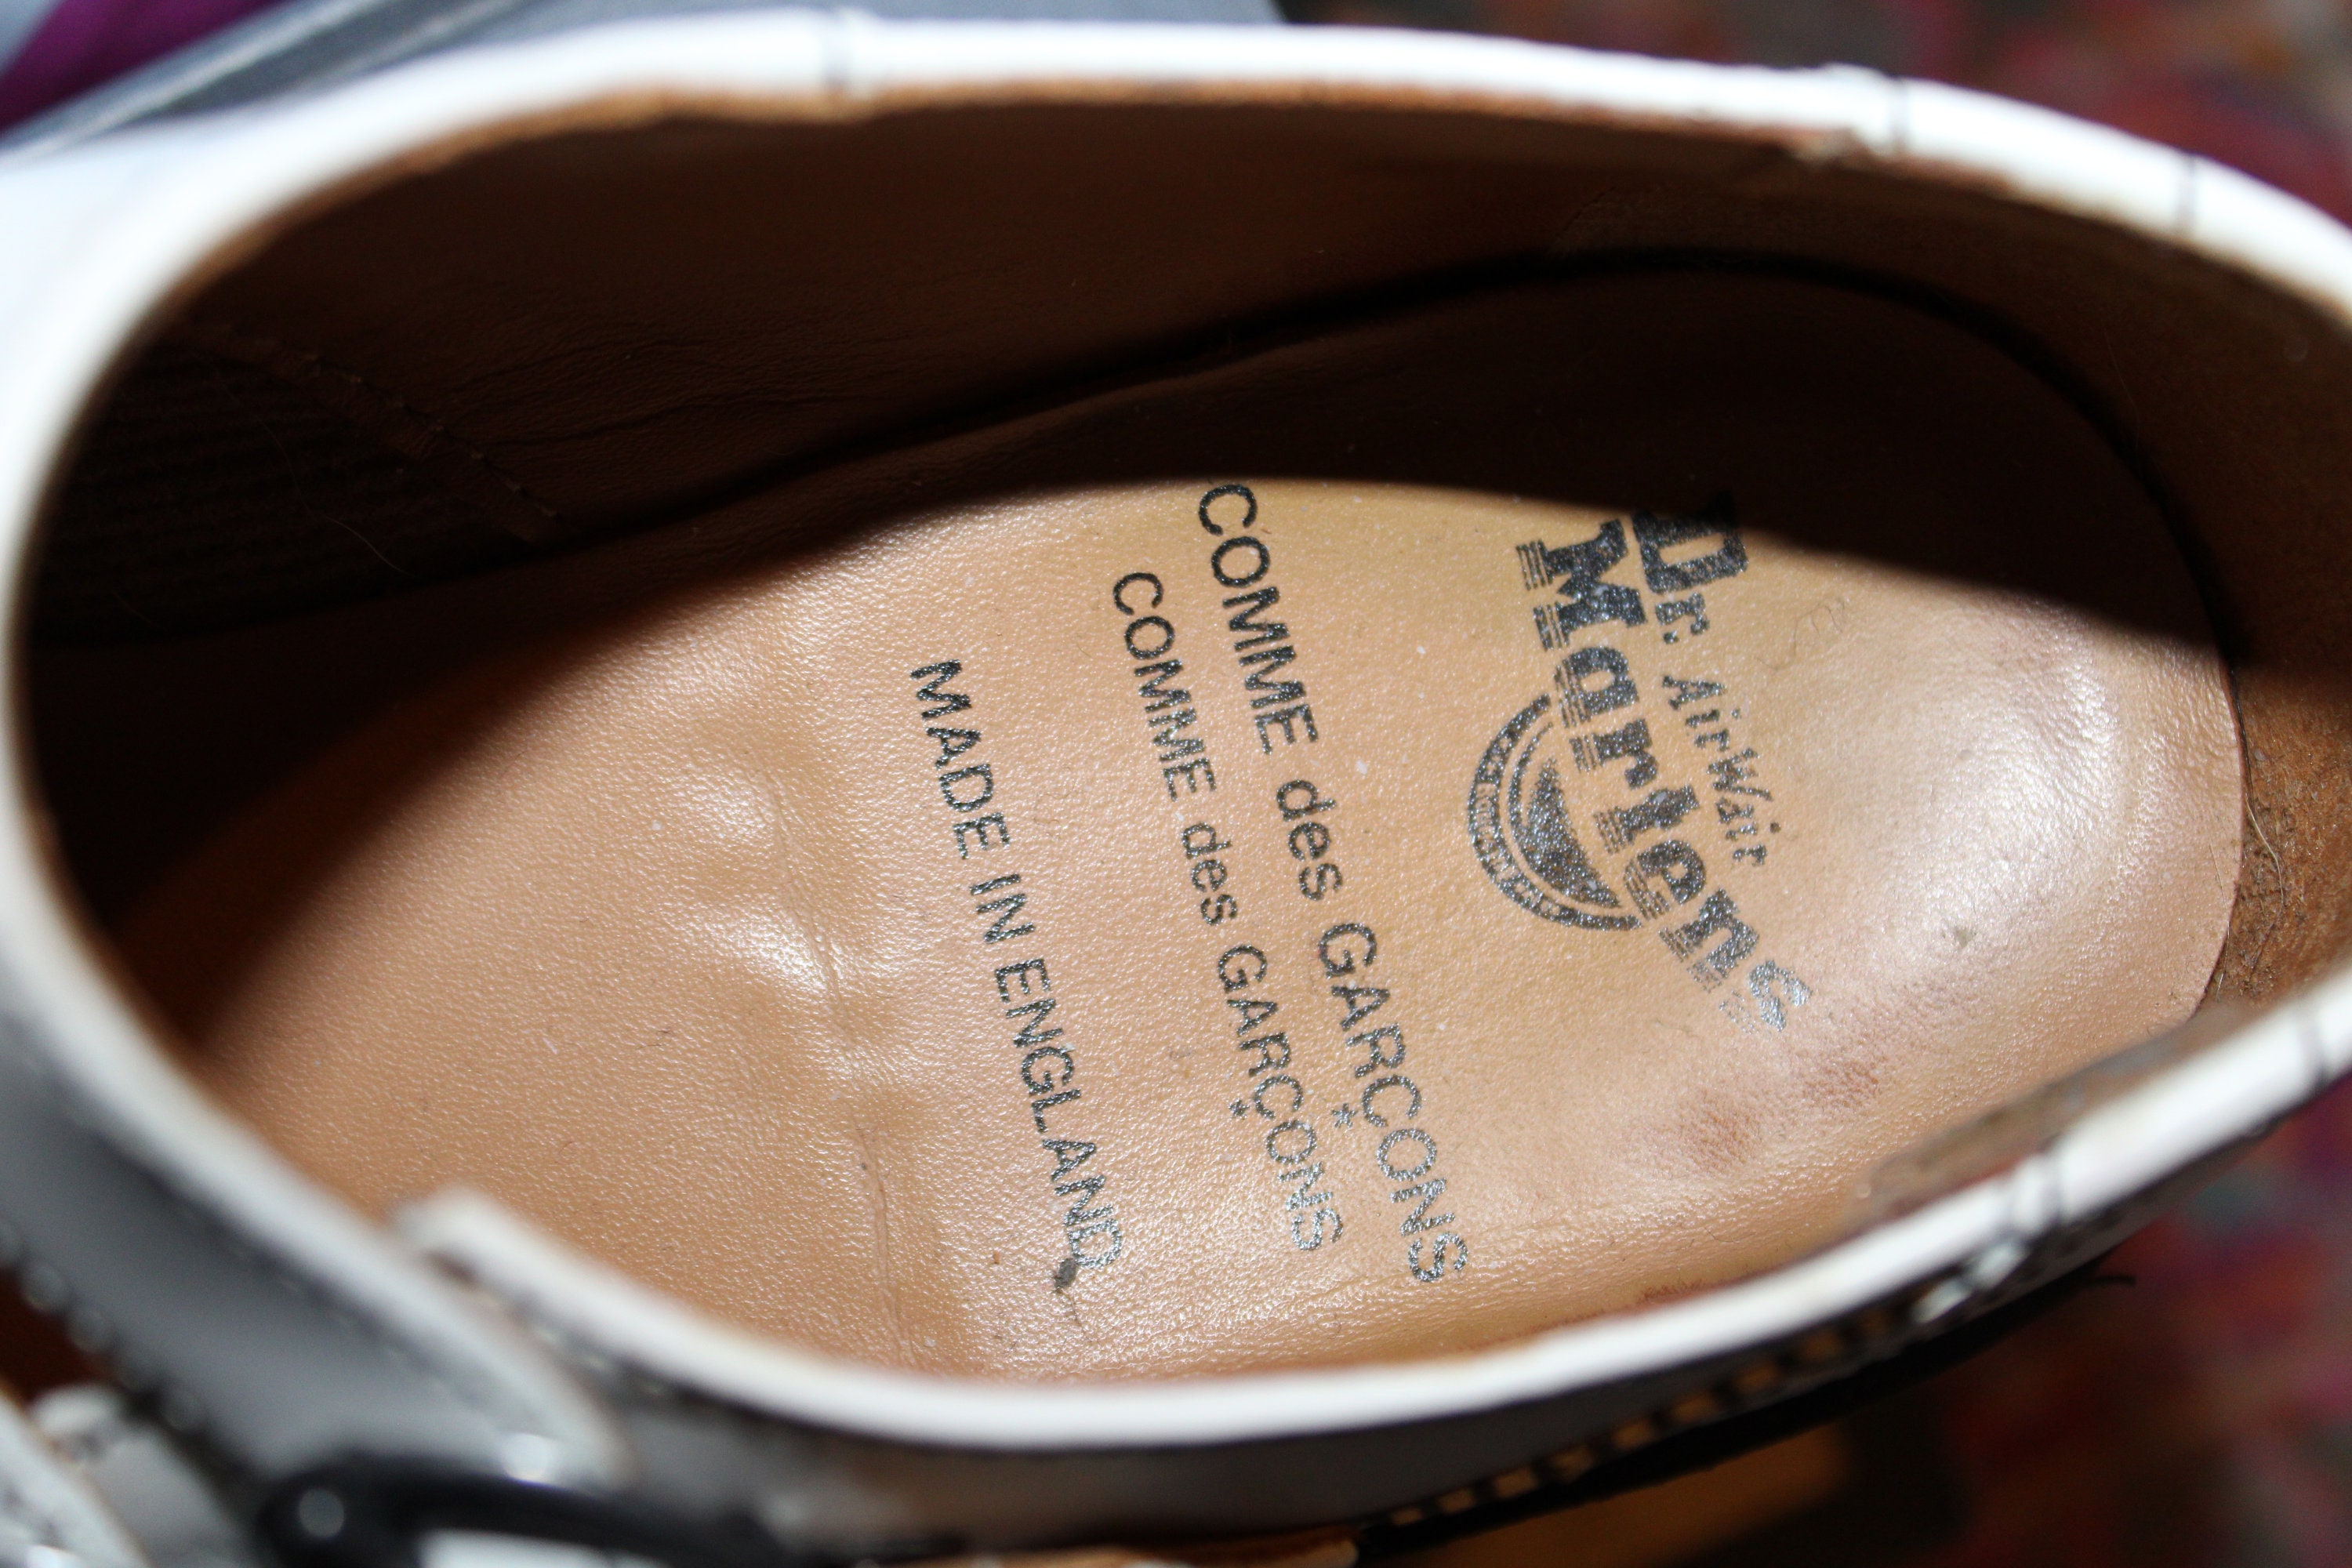 Dr. AirWair
Martens
COMME des GARÇONS
COMME des GARÇONS
MADE IN ENGLAND